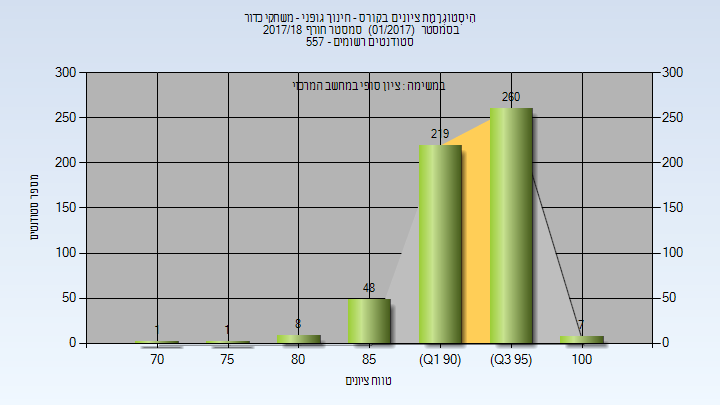 היסטוגרמת ציונים בקורס - חינוך גופני - משחקי כדור
בסמסטר (01/2017) סמסטר חורף 2017/18
סטודנטים רשומים - 557
במשימה : ציון סופי במחשב המרכזי
300 300
250 250
200 200
150 150
100 100
50 50
0 0
מספר סטודנטים
1 1 8 48 219 260 7
70 75 80 85 (Q1 90) (Q3 95) 100
טווח ציונים